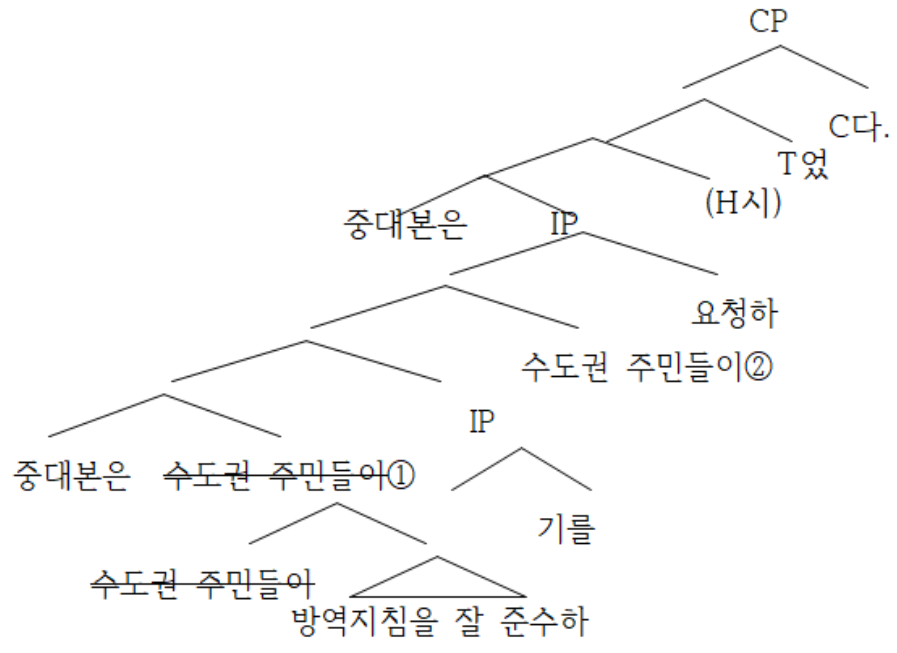 CP
C다.
T었
(H시)
중대본은 IP
요청하
수도권 주민들이②
IP
중대본은 수도권 주민들이①
기를
수도권 주민들이
방역지침을 잘 준수하